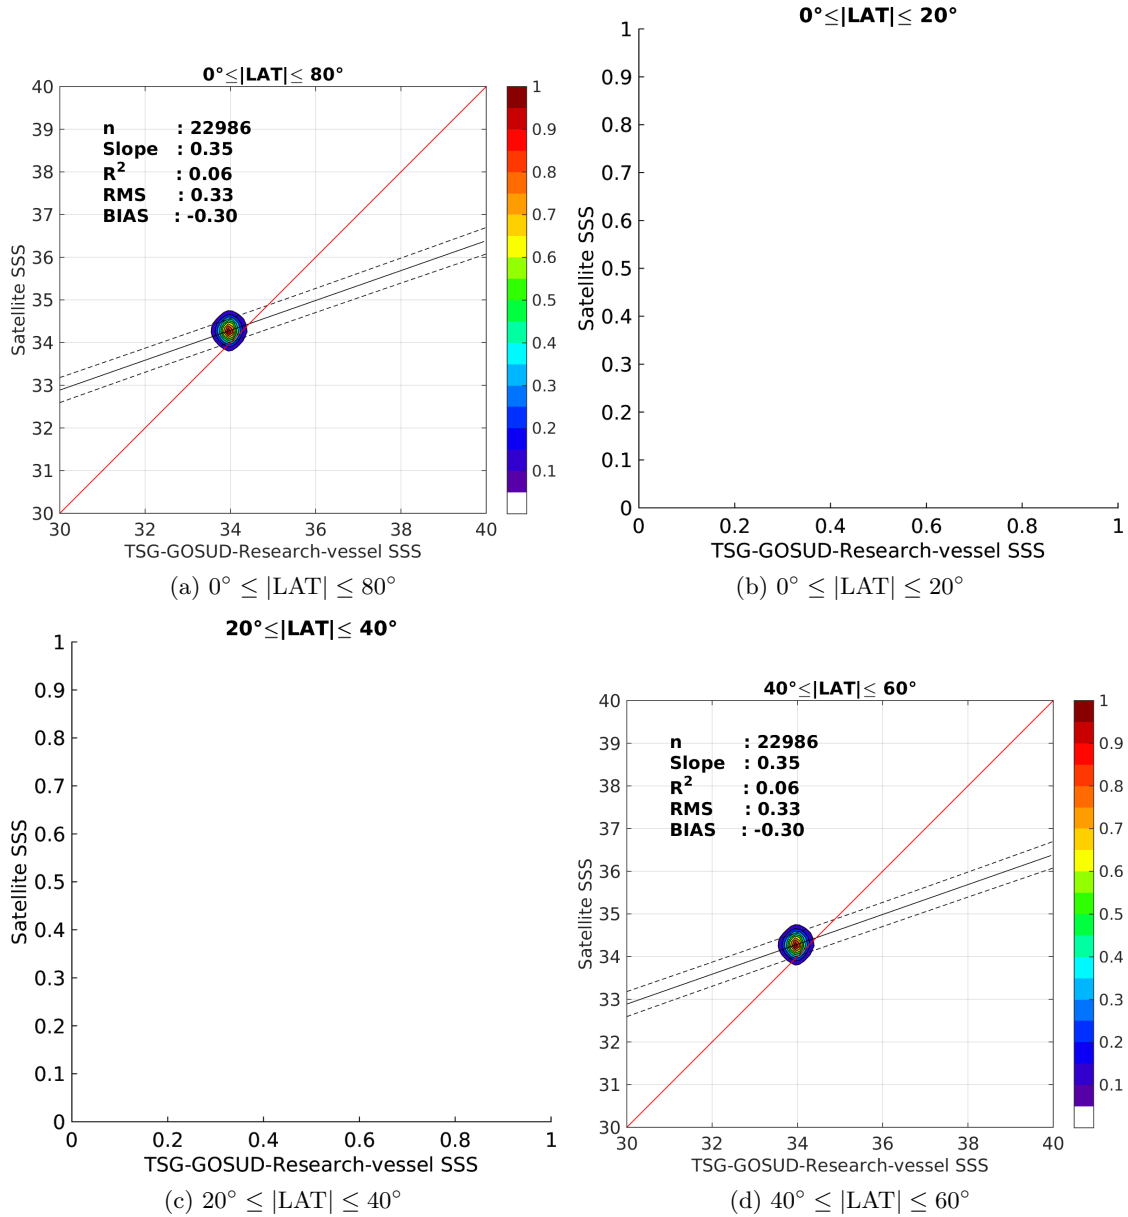 0°≤|LAT|≤ 80°
40
39
38
37
36
35
34
33
32
31
30
n : 22986
Slope : 0.35
R² : 0.06
RMS : 0.33
BIAS : -0.30
1
0.9
0.8
0.7
0.6
0.5
0.4
0.3
0.2
0.1
Satellite SSS
30 32 34 36 38 40
TSG-GOSUD-Research-vessel SSS
(a) 0° ≤ |LAT| ≤ 80°
0°≤|LAT|≤ 20°
1
0.9
0.8
0.7
0.6
0.5
0.4
0.3
0.2
0.1
0
Satellite SSS
0 0.2 0.4 0.6 0.8 1
TSG-GOSUD-Research-vessel SSS
(b) 0° ≤ |LAT| ≤ 20°
20°≤|LAT|≤ 40°
1
0.9
0.8
0.7
0.6
0.5
0.4
0.3
0.2
0.1
0
Satellite SSS
0 0.2 0.4 0.6 0.8 1
TSG-GOSUD-Research-vessel SSS
(c) 20° ≤ |LAT| ≤ 40°
40°≤|LAT|≤ 60°
40
39
38
37
36
35
34
33
32
31
30
n : 22986
Slope : 0.35
R² : 0.06
RMS : 0.33
BIAS : -0.30
1
0.9
0.8
0.7
0.6
0.5
0.4
0.3
0.2
0.1
Satellite SSS
30 32 34 36 38 40
TSG-GOSUD-Research-vessel SSS
(d) 40° ≤ |LAT| ≤ 60°